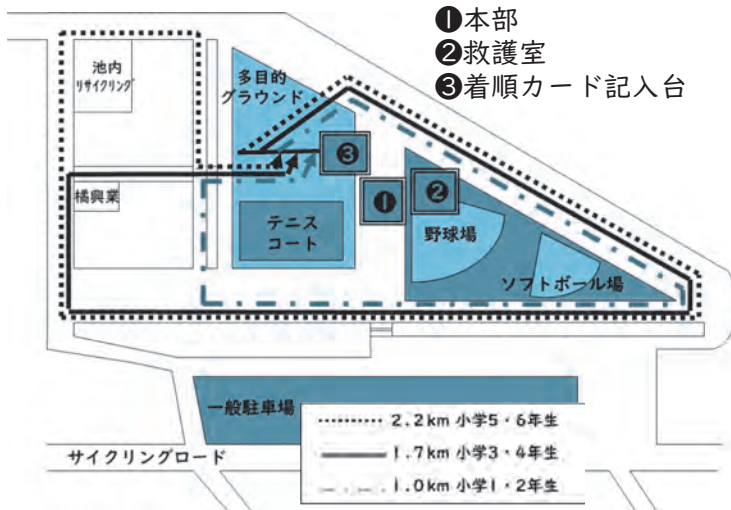 ❶本部
❷救護室
❸着順カード記入台
池内
リサイクリング
多目的
グラウンド
❸
橘興業
❶
❷
テニス
コート
野球場
ソフトボール場
一般駐車場
2.2km 小学5・6年生
1.7km 小学3・4年生
1.0km 小学1・2年生
サイクリングロード